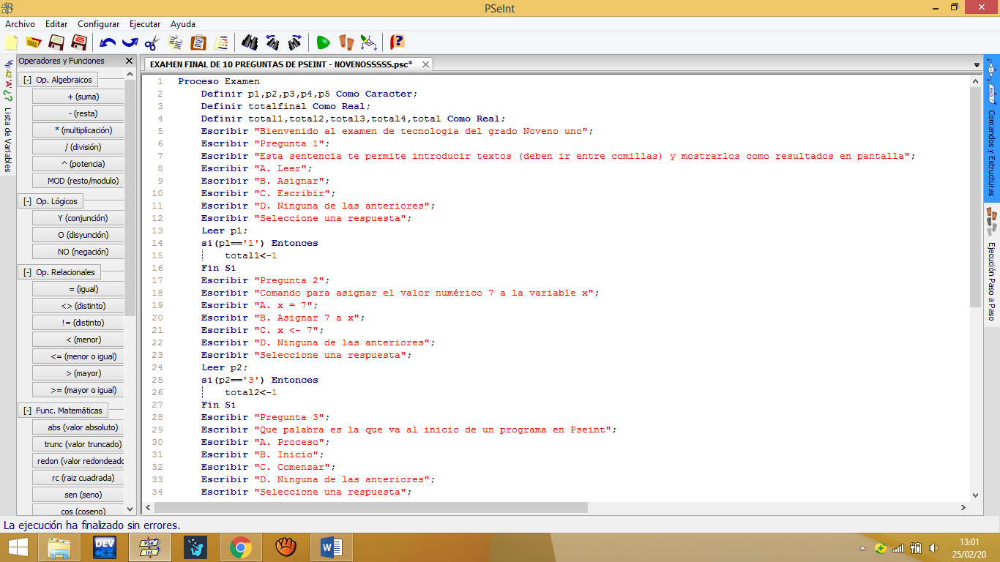 PSeInt
Archivo Editar Configurar Ejecutar Ayuda
Operadores y Funciones
EXAMEN FINAL DE 10 PREGUNTAS DE PSEINT - NOVENOSSSSS.psc*
Lista de Variables
[-] Op. Algebraicos
+ (suma)
- (resta)
* (multiplicación)
/ (división)
^ (potencia)
MOD (resto/modulo)
[-] Op. Lógicos
Y (conjunción)
O (disyunción)
NO (negación)
[-] Op. Relacionales
= (igual)
<> (distinto)
!= (distinto)
< (menor)
<= (menor o igual)
> (mayor)
>= (mayor o igual)
[-] Func. Matemáticas
abs (valor absoluto)
trunc (valor truncado)
redon (valor redondeado
rc (raiz cuadrada)
sen (seno)
cos (coseno)
1 Proceso Examen
2 Definir p1,p2,p3,p4,p5 Como Caracter;
3 Definir totalfinal Como Real;
4 Definir total1,total2,total3,total4,total Como Real;
5 Escribir "Bienvenido al examen de tecnologia del grado Noveno uno";
6 Escribir "Pregunta 1";
7 Escribir "Esta sentencia te permite introducir textos (deben ir entre comillas) y mostrarlos como resultados en pantalla";
8 Escribir "A. Leer";
9 Escribir "B. Asignar";
10 Escribir "C. Escribir";
11 Escribir "D. Ninguna de las anteriores";
12 Escribir "Seleccione una respuesta";
13 Leer p1;
14 si(p1=='1') Entonces
15 total1<-1
16 Fin Si
17 Escribir "Pregunta 2";
18 Escribir "Comando para asignar el valor numérico 7 a la variable x";
19 Escribir "A. x = 7";
20 Escribir "B. Asignar 7 a x";
21 Escribir "C. x <- 7";
22 Escribir "D. Ninguna de las anteriores";
23 Escribir "Seleccione una respuesta";
24 Leer p2;
25 si(p2=='3') Entonces
26 total2<-1
27 Fin Si
28 Escribir "Pregunta 3";
29 Escribir "Que palabra es la que va al inicio de un programa en Pseint";
30 Escribir "A. Proceso";
31 Escribir "B. Inicio";
32 Escribir "C. Comenzar";
33 Escribir "D. Ninguna de las anteriores";
34 Escribir "Seleccione una respuesta";
Comandos y Estructuras
Ejecución Paso a Paso
La ejecución ha finalizado sin errores.
DEV
C++
PSe
Int
W
13:01
25/02/20